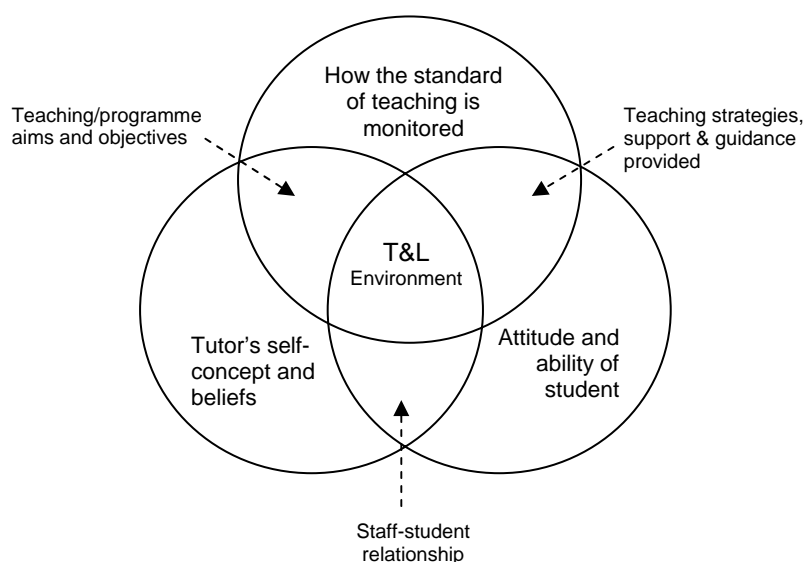 How the standard
of teaching is
monitored
Teaching/programme
aims and objectives
Teaching strategies,
support & guidance
provided
T&L
Environment
Tutor’s self-
concept and
beliefs
Attitude and
ability of
student
Staff-student
relationship